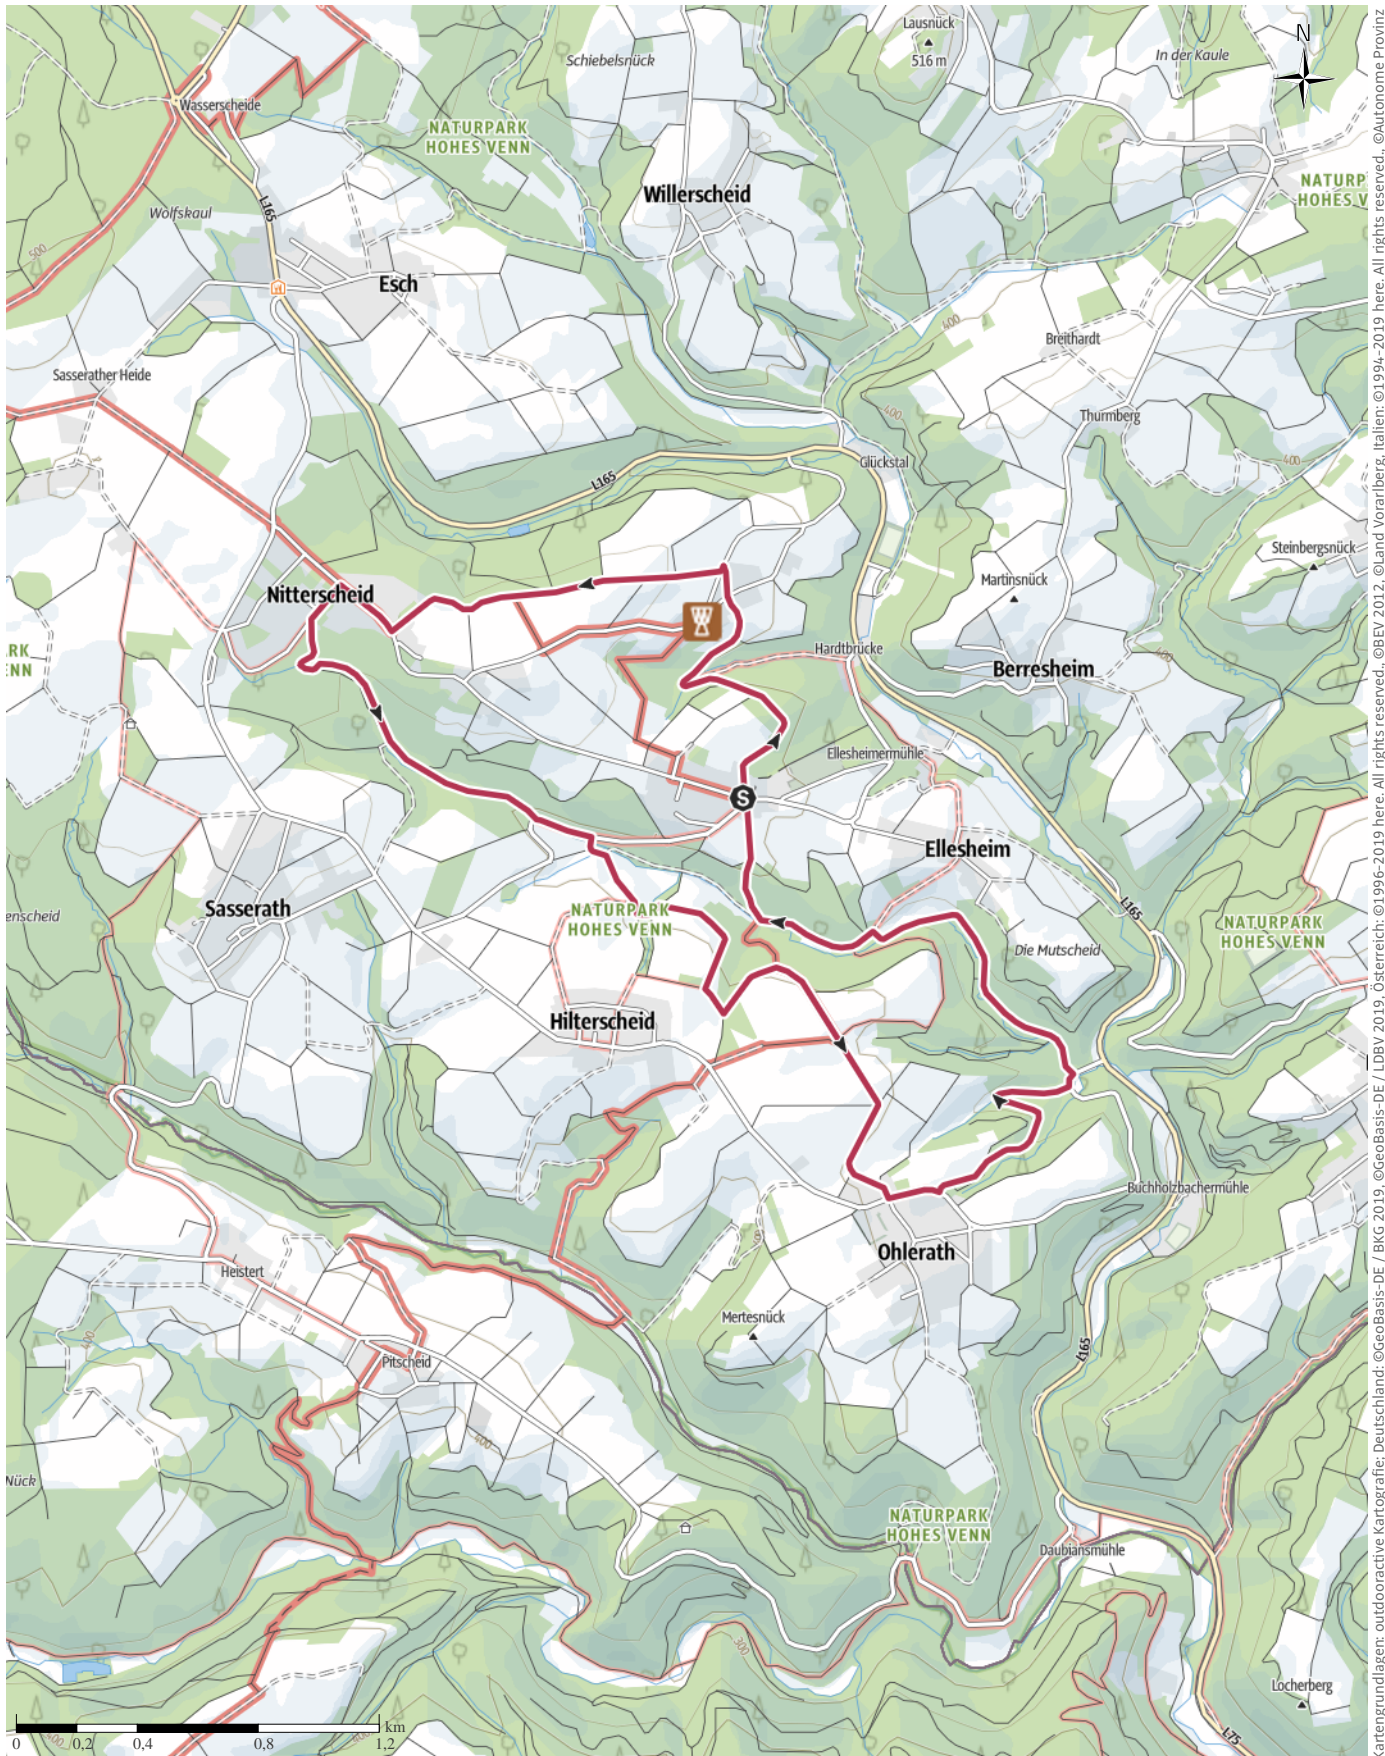 Lausnück
516 m
N
Schiebelsnück
In der Kaule
Wasserscheide
NATURPARK
HOHES VENN
NATURP
HOHES V
Willerscheid
Wolfskaul
L165
500
Esch
400
Breithardt
Sasserather Heide
400
Thurmberg
Glückstal
400
L165
Steinbergsnück
Martinsnück
Nitterscheid
Hardtbrücke
400
RK
ENN
Berresheim
Ellesheimermühle
S
Ellesheim
L165
Sasserath
enscheid
NATURPARK
HOHES VENN
NATURPARK
HOHES VENN
Die Mutscheid
Hilterscheid
Buchholzbachermühle
Ohlerath
Heistert
Mertesnück
400
L165
Pitscheid
400
Nück
NATURPARK
HOHES VENN
Daubiansmühle
300
Locherberg
400
L75
km
0 0,2 0,4 0,8 1,2
artengrundlagen: outdooractive Kartografie; Deutschland: ©GeoBasis-DE / BKG 2019, ©GeoBasis-DE / LDBV 2019, Österreich: ©1996-2019 here. All rights reserved., ©BEV 2012, ©Land Vorarlberg, Italien: ©1994-2019 here. All rights reserved., ©Autonome Provinz